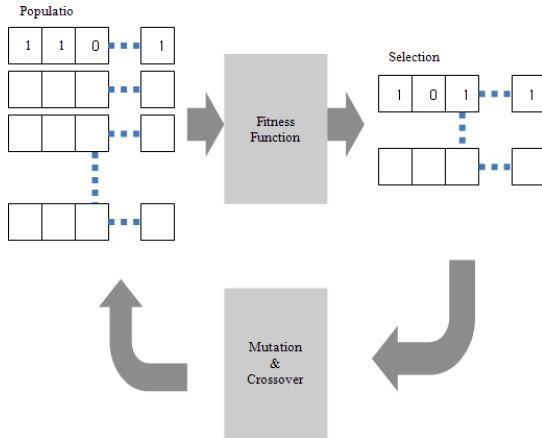 Populatio
1 1 0 1
Fitness
Function
Selection
1 0 1 1
Mutation
&
Crossover